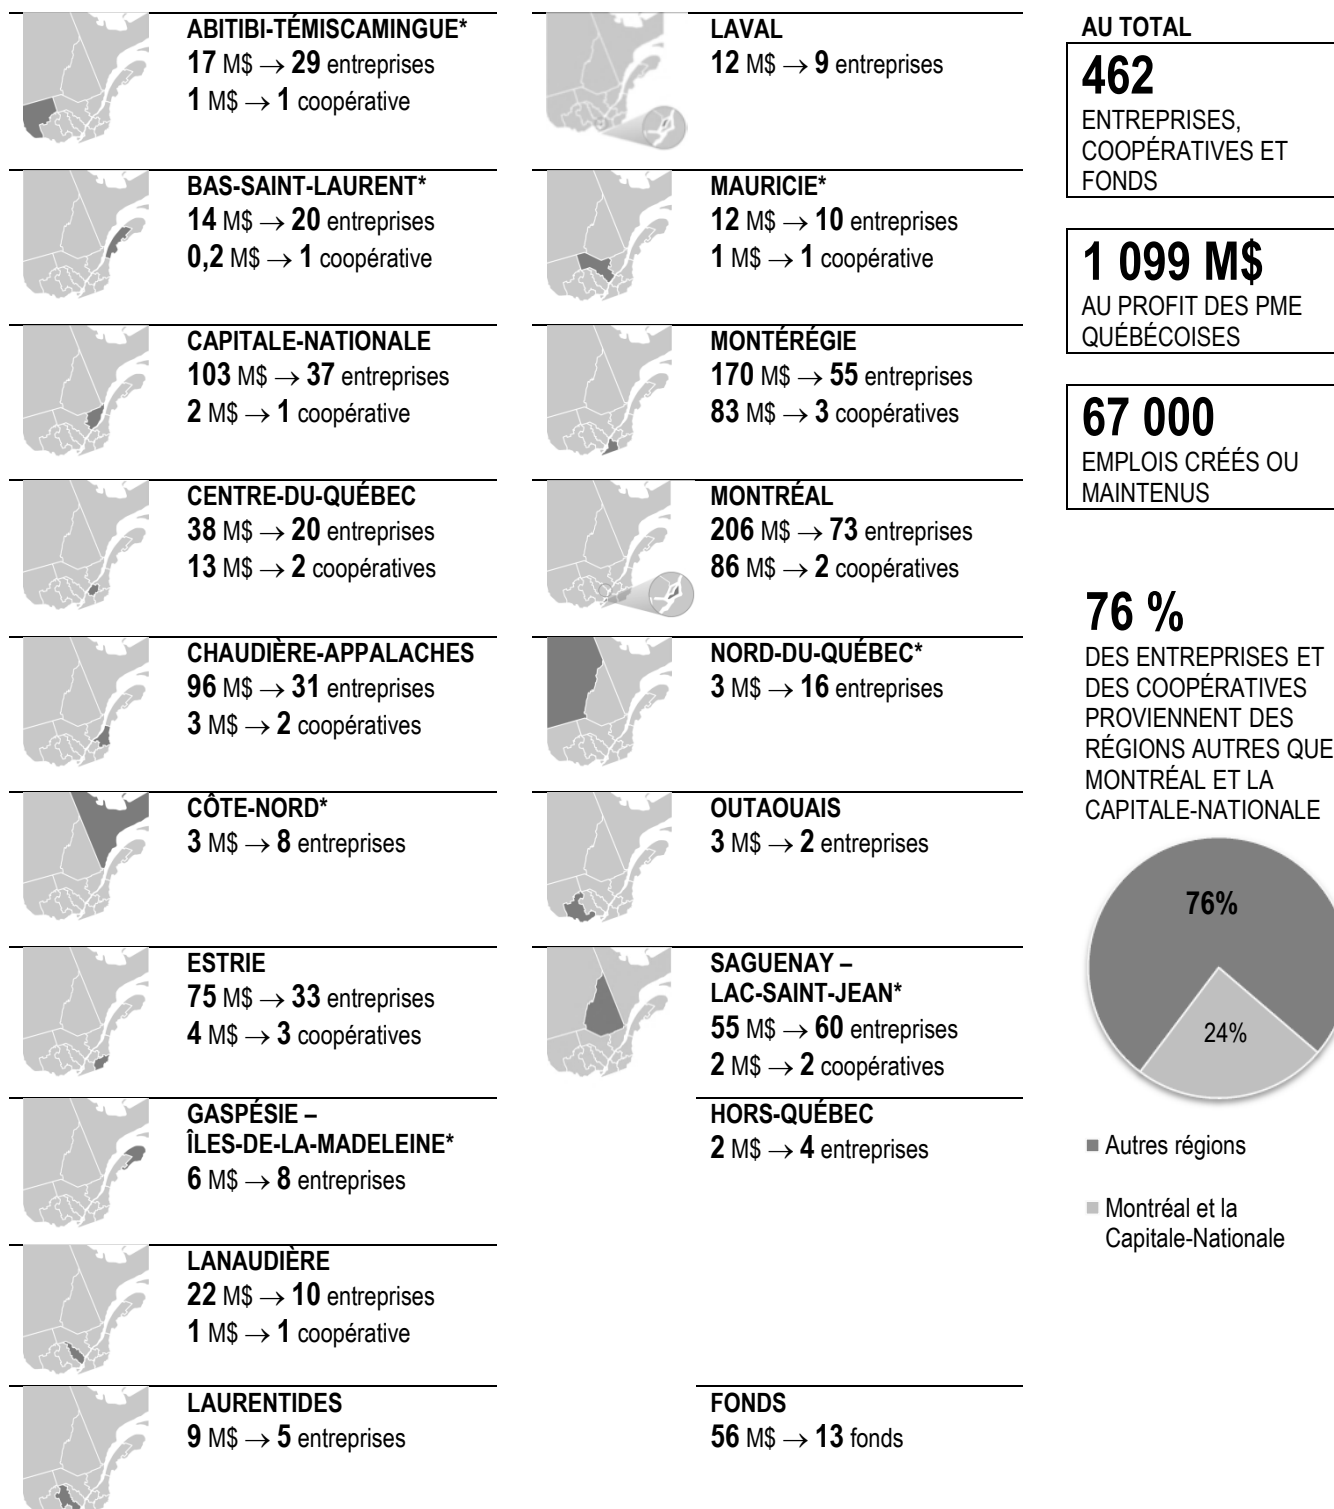 ABITIBI-TÉMISCAMINGUE*
17 M$ → 29 entreprises
1 M$ → 1 coopérative
BAS-SAINT-LAURENT*
14 M$ → 20 entreprises
0,2 M$ → 1 coopérative
CAPITALE-NATIONALE
103 M$ → 37 entreprises
2 M$ → 1 coopérative
CENTRE-DU-QUÉBEC
38 M$ → 20 entreprises
13 M$ → 2 coopératives
CHAUDIÈRE-APPALACHES
96 M$ → 31 entreprises
3 M$ → 2 coopératives
CÔTE-NORD*
3 M$ → 8 entreprises
ESTRIE
75 M$ → 33 entreprises
4 M$ → 3 coopératives
GASPÉSIE –
ÎLES-DE-LA-MADELEINE*
6 M$ → 8 entreprises
LANAUDIÈRE
22 M$ → 10 entreprises
1 M$ → 1 coopérative
LAURENTIDES
9 M$ → 5 entreprises
LAVAL
12 M$ → 9 entreprises
MAURICIE*
12 M$ → 10 entreprises
1 M$ → 1 coopérative
MONTÉRÉGIE
170 M$ → 55 entreprises
83 M$ → 3 coopératives
MONTRÉAL
206 M$ → 73 entreprises
86 M$ → 2 coopératives
NORD-DU-QUÉBEC*
3 M$ → 16 entreprises
OUTAOUAIS
3 M$ → 2 entreprises
SAGUENAY –
LAC-SAINT-JEAN*
55 M$ → 60 entreprises
2 M$ → 2 coopératives
HORS-QUÉBEC
2 M$ → 4 entreprises
FONDS
56 M$ → 13 fonds
AU TOTAL
462
ENTREPRISES,
COOPÉRATIVES ET
FONDS
1 099 M$
AU PROFIT DES PME
QUÉBÉCOISES
67 000
EMPLOIS CRÉÉS OU
MAINTENUS
76 %
DES ENTREPRISES ET
DES COOPÉRATIVES
PROVIENNENT DES
RÉGIONS AUTRES QUE
MONTRÉAL ET LA
CAPITALE-NATIONALE
76%
24%
Autres régions
Montréal et la
Capitale-Nationale